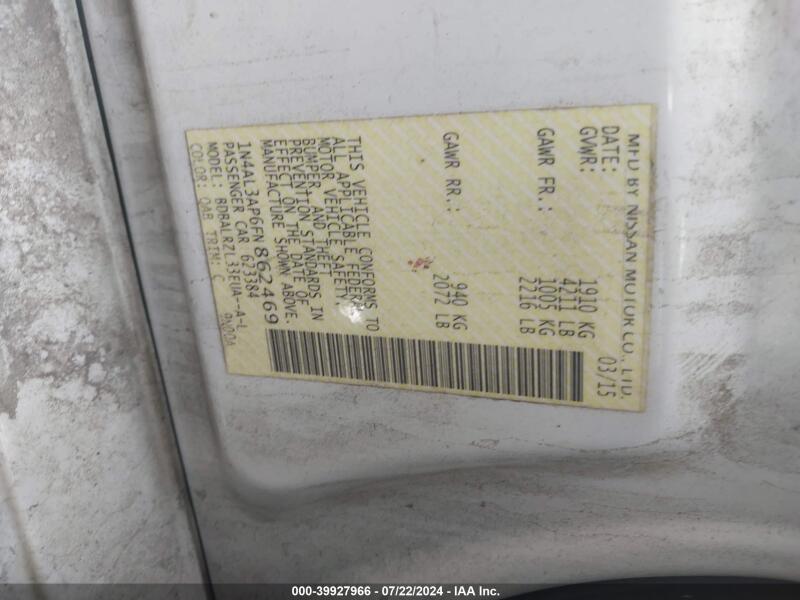 MFD BY NISSAN MOTOR CO., LTD.
DATE: 03/15
GVWR: 1910 KG
4211 LB
GAWR FR.: 1005 KG
2216 LB
GAWR RR.: 940 KG
2072 LB
THIS VEHICLE CONFORMS TO
ALL APPLICABLE FEDERAL
MOTOR VEHICLE SAFETY
BUMPER, AND THEFT
PREVENTION STANDARDS IN
EFFECT ON THE DATE OF
MANUFACTURE SHOWN ABOVE.
1N4AL3AP6FN862469
PASSENGER CAR 623384
MODEL: BDBALRZL33EUA--A-L
COLOR: QAB TRIM: C
000-39927966 / 07/22/2024 - IAA Inc.